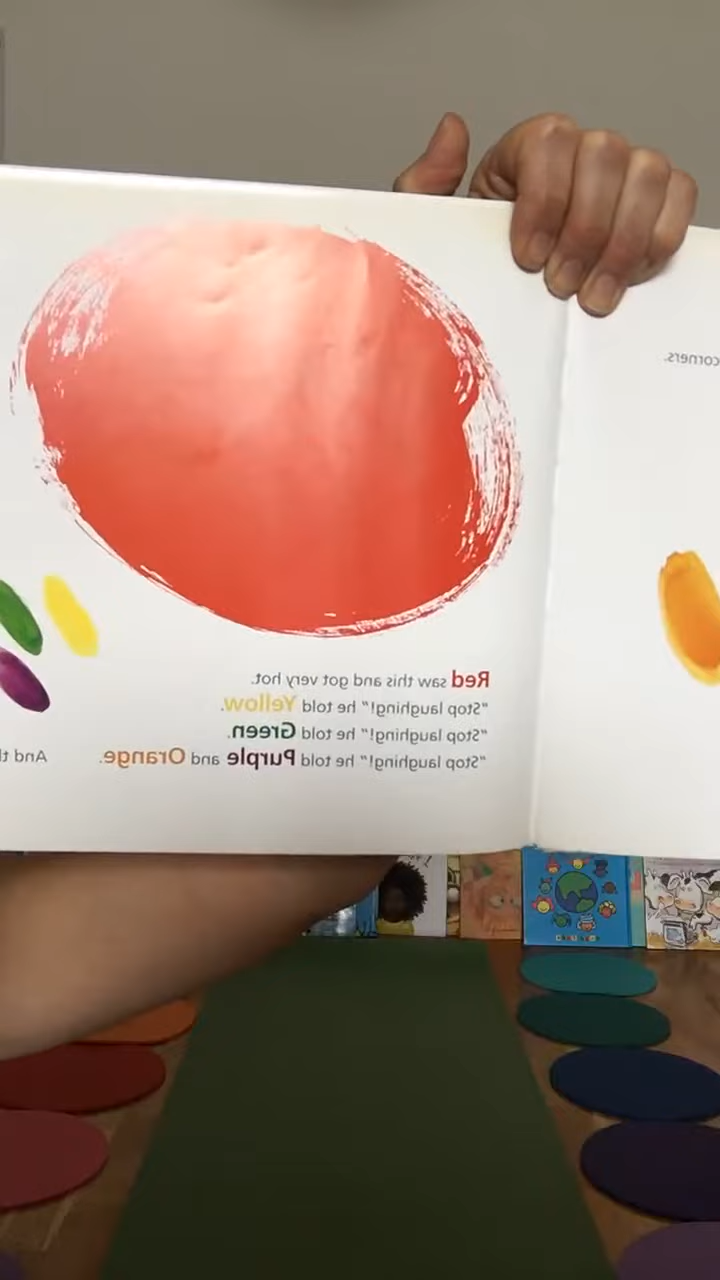 corners.
Red saw this and got very hot.
"Stop laughing!" he told Yellow.
"Stop laughing!" he told Green.
"Stop laughing!" he told Purple and Orange.
And th